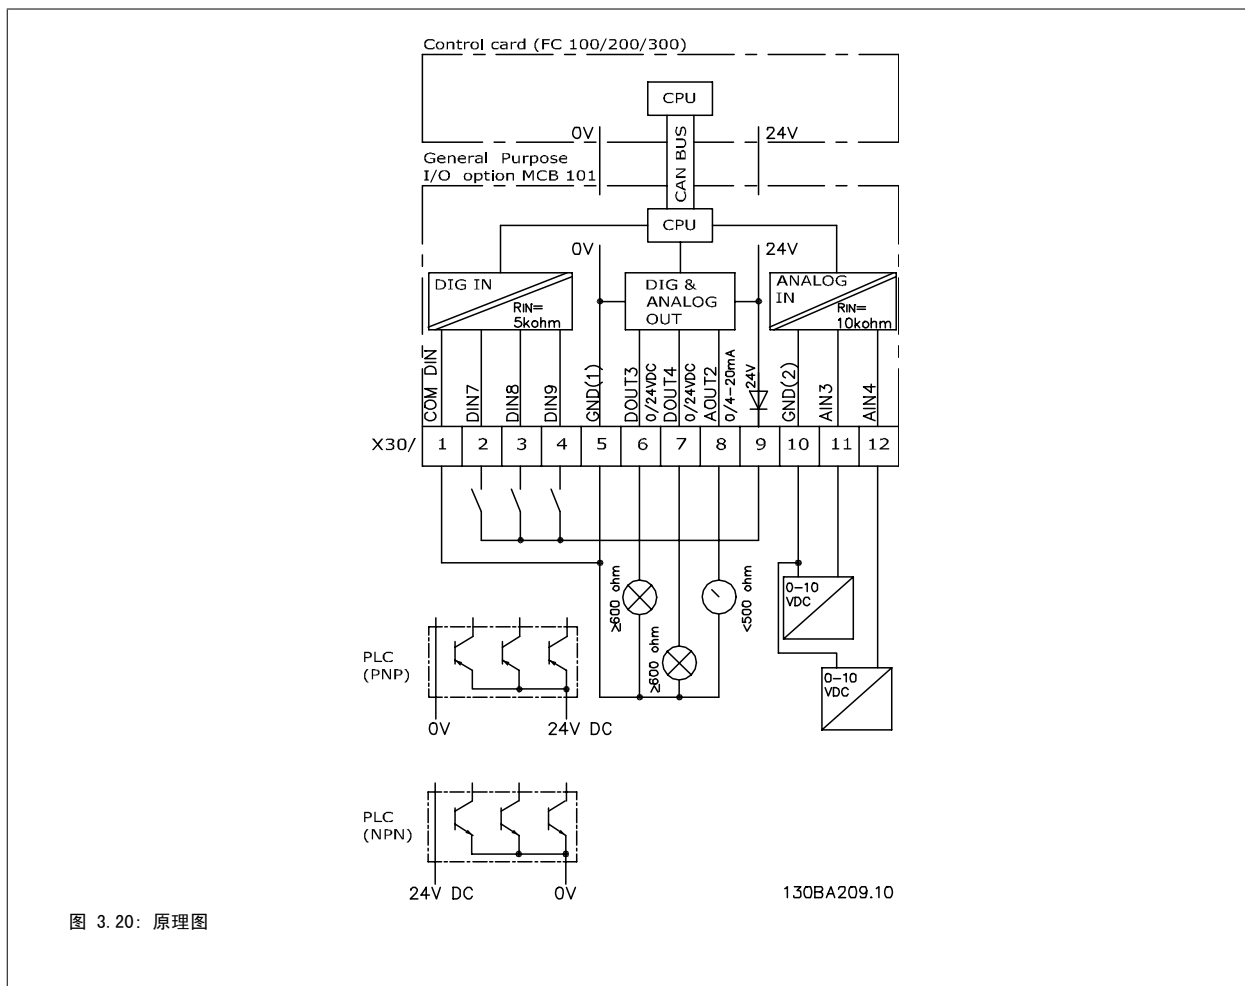 Control card (FC 100/200/300)
CPU
0V
24V
CAN BUS
General Purpose
I/O option MCB 101
CPU
0V
24V
DIG IN
RIN=
5kohm
DIG &
ANALOG
OUT
ANALOG
IN
RIN=
10kohm
COM DIN
DIN7
DIN8
DIN9
GND(1)
DOUT3
0/24VDC
DOUT4
0/24VDC
AOUT2
0/4-20mA
24V
GND(2)
AIN3
AIN4
X30/ 1 2 3 4 5 6 7 8 9 10 11 12
≥600 ohm
≥600 ohm
<500 ohm
0-10
VDC
0-10
VDC
PLC
(PNP)
0V
24V DC
PLC
(NPN)
24V DC
0V
130BA209.10
图 3.20: 原理图